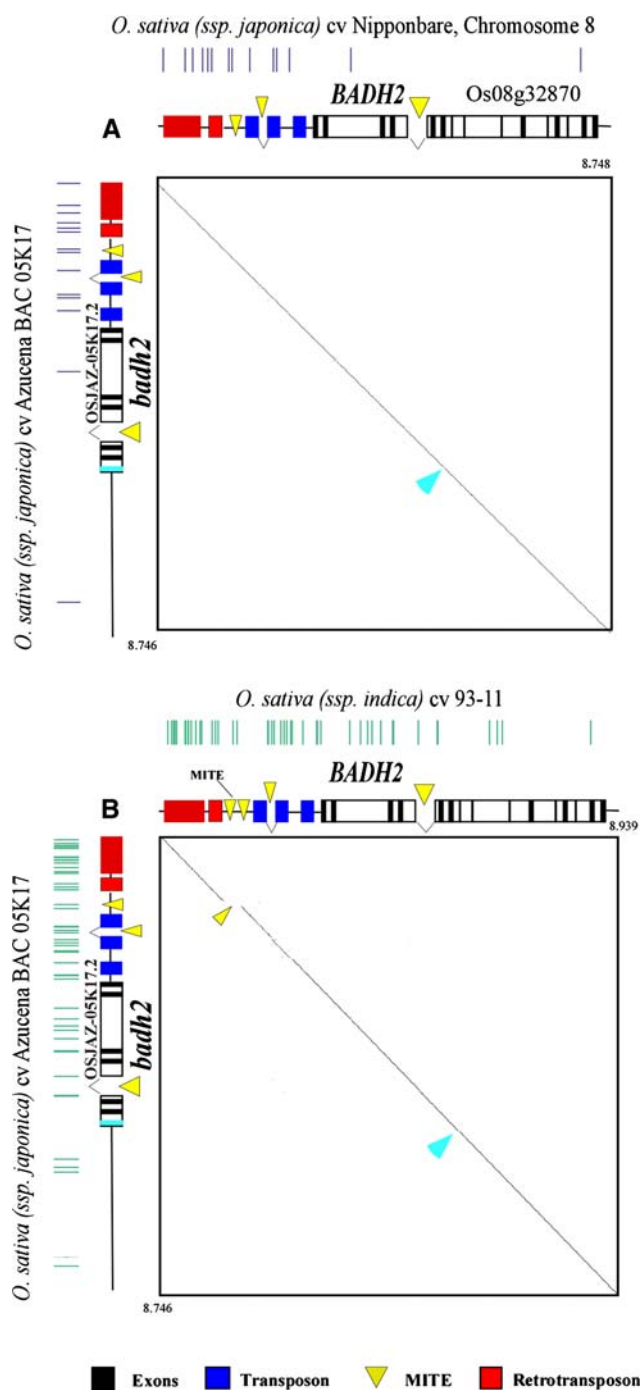 O. sativa (ssp. japonica) cv Nipponbare, Chromosome 8
BADH2
Os08g32870
A
8.748
O. sativa (ssp. japonica) cv Azucena BAC 05K17
OSJAZ-05K17.2
badh2
8.746
O. sativa (ssp. indica) cv 93-11
MITE
BADH2
B
8.939
O. sativa (ssp. japonica) cv Azucena BAC 05K17
OSJAZ-05K17.2
badh2
8.746
Exons
Transposon
MITE
Retrotransposon